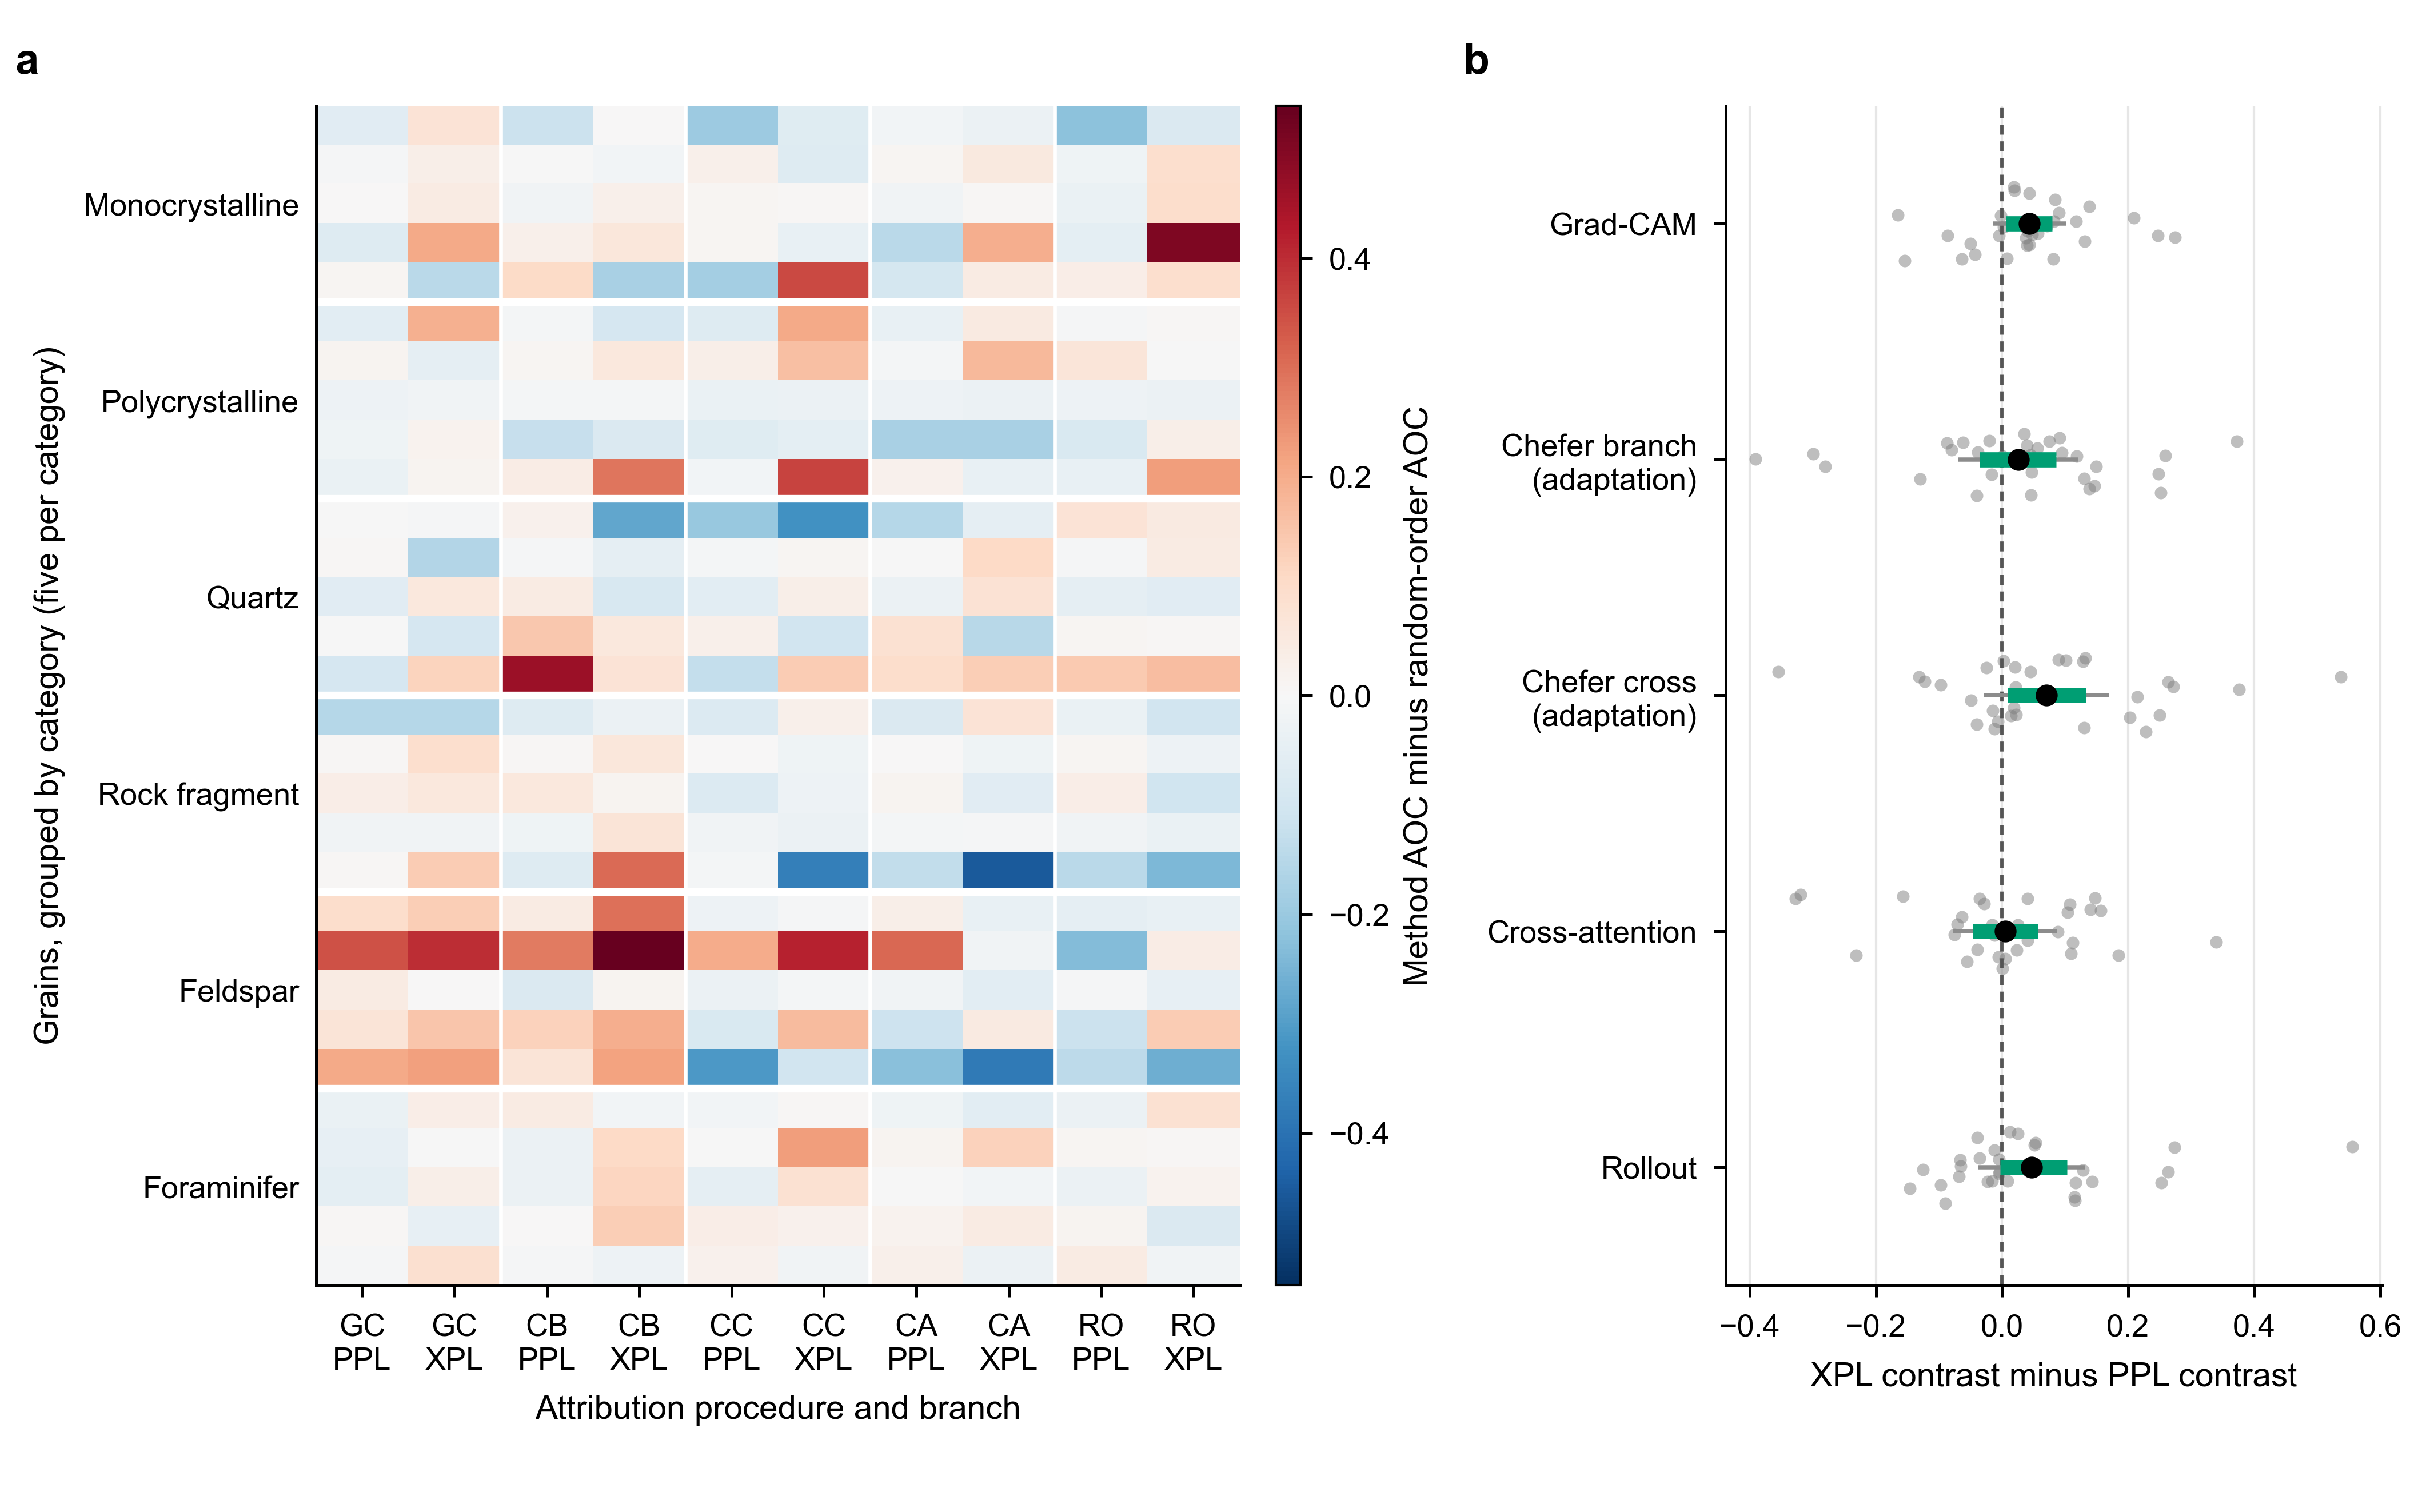 a
b
Grains, grouped by category (five per category)
Monocrystalline
Polycrystalline
Quartz
Rock fragment
Feldspar
Foraminifer
GC
PPL
GC
XPL
CB
PPL
CB
XPL
CC
PPL
CC
XPL
CA
PPL
CA
XPL
RO
PPL
RO
XPL
Attribution procedure and branch
0.4
0.2
0.0
−0.2
−0.4
Method AOC minus random-order AOC
Grad-CAM
Chefer branch
(adaptation)
Chefer cross
(adaptation)
Cross-attention
Rollout
−0.4
−0.2
0.0
0.2
0.4
0.6
XPL contrast minus PPL contrast